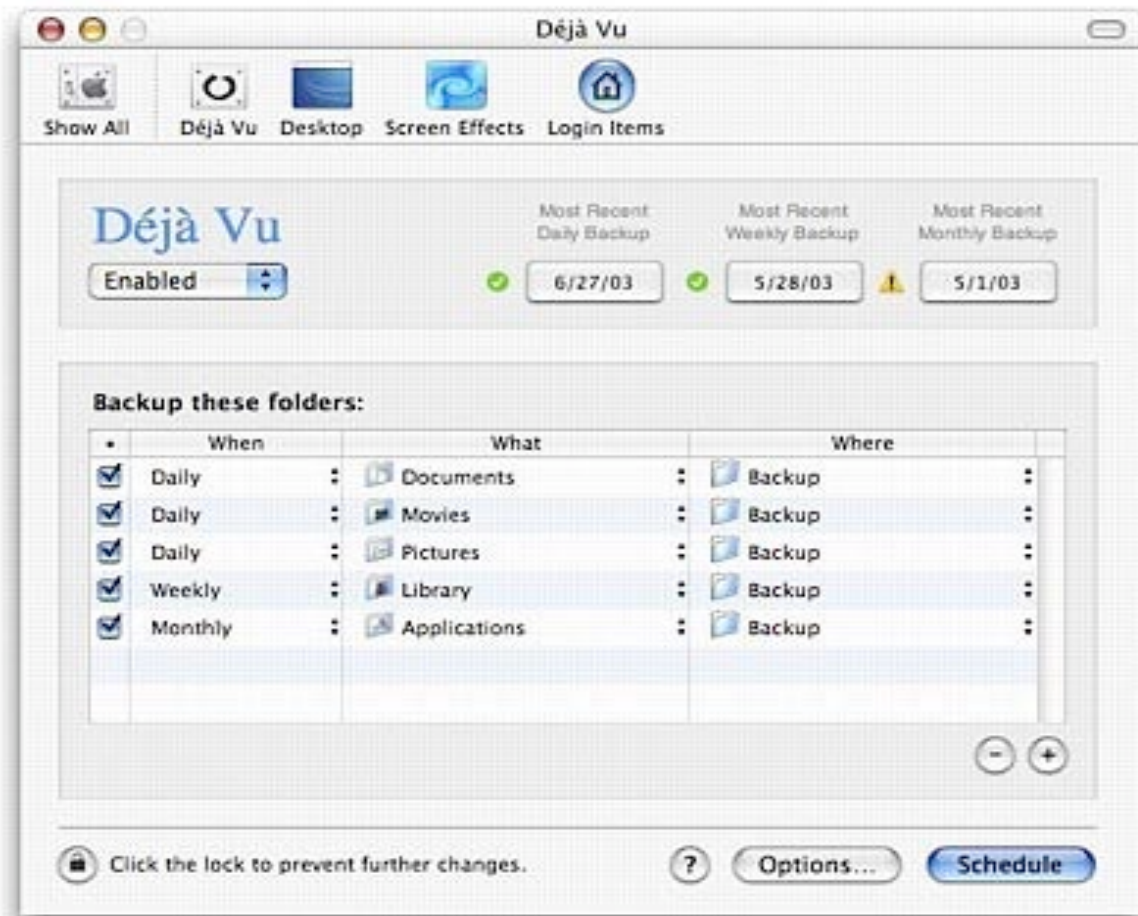 Déjà Vu
Show All Déjà Vu Desktop Screen Effects Login Items
Déjà Vu
Enabled
Most Recent
Daily Backup
6/27/03
Most Recent
Weekly Backup
5/28/03
Most Recent
Monthly Backup
5/1/03
Backup these folders:
• When What Where
Daily Documents Backup
Daily Movies Backup
Daily Pictures Backup
Weekly Library Backup
Monthly Applications Backup
− +
Click the lock to prevent further changes.
? Options... Schedule